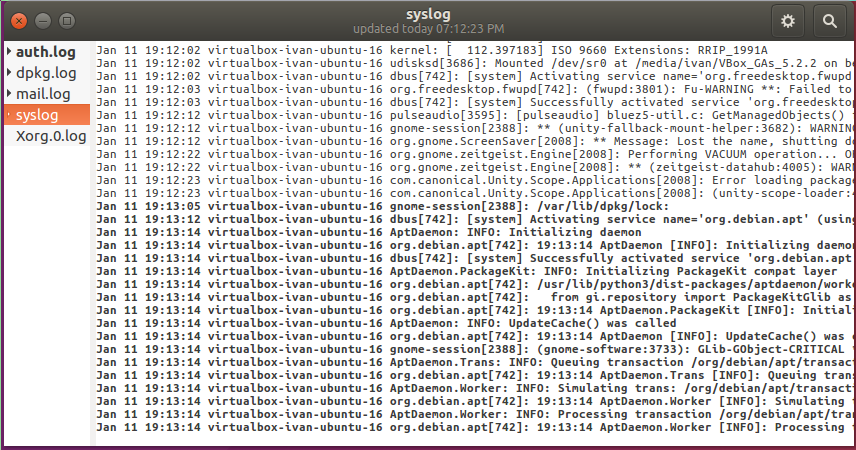 syslog
updated today 07:12:23 PM
auth.log
dpkg.log
mail.log
syslog
Xorg.0.log
Jan 11 19:12:02 virtualbox-ivan-ubuntu-16 kernel: [  112.397183] ISO 9660 Extensions: RRIP_1991A
Jan 11 19:12:02 virtualbox-ivan-ubuntu-16 udisksd[3686]: Mounted /dev/sr0 at /media/ivan/VBox_GAs_5.2.2 on be
Jan 11 19:12:02 virtualbox-ivan-ubuntu-16 dbus[742]: [system] Activating service name='org.freedesktop.fwupd
Jan 11 19:12:03 virtualbox-ivan-ubuntu-16 org.freedesktop.fwupd[742]: (fwupd:3801): Fu-WARNING **: Failed to
Jan 11 19:12:03 virtualbox-ivan-ubuntu-16 dbus[742]: [system] Successfully activated service 'org.freedesktop
Jan 11 19:12:03 virtualbox-ivan-ubuntu-16 pulseaudio[3595]: [pulseaudio] bluez5-util.c: GetManagedObjects()
Jan 11 19:12:08 virtualbox-ivan-ubuntu-16 gnome-session[2388]: ** (unity-fallback-mount-helper:3682): WARNING
Jan 11 19:12:16 virtualbox-ivan-ubuntu-16 org.gnome.ScreenSaver[2008]: ** Message: Lost the name, shutting do
Jan 11 19:12:22 virtualbox-ivan-ubuntu-16 org.gnome.zeitgeist.Engine[2008]: Performing VACUUM operation... OK
Jan 11 19:12:22 virtualbox-ivan-ubuntu-16 org.gnome.zeitgeist.Engine[2008]: ** (zeitgeist-datahub:4005): WARN
Jan 11 19:12:23 virtualbox-ivan-ubuntu-16 com.canonical.Unity.Scope.Applications[2008]: Error loading package
Jan 11 19:12:23 virtualbox-ivan-ubuntu-16 com.canonical.Unity.Scope.Applications[2008]: (unity-scope-loader:4
Jan 11 19:13:05 virtualbox-ivan-ubuntu-16 gnome-session[2388]: /var/lib/dpkg/lock:
Jan 11 19:13:12 virtualbox-ivan-ubuntu-16 dbus[742]: [system] Activating service name='org.debian.apt' (using
Jan 11 19:13:14 virtualbox-ivan-ubuntu-16 AptDaemon: INFO: Initializing daemon
Jan 11 19:13:14 virtualbox-ivan-ubuntu-16 org.debian.apt[742]: 19:13:14 AptDaemon [INFO]: Initializing daemon
Jan 11 19:13:14 virtualbox-ivan-ubuntu-16 dbus[742]: [system] Successfully activated service 'org.debian.apt
Jan 11 19:13:14 virtualbox-ivan-ubuntu-16 AptDaemon.PackageKit: INFO: Initializing PackageKit compat layer
Jan 11 19:13:14 virtualbox-ivan-ubuntu-16 org.debian.apt[742]: /usr/lib/python3/dist-packages/aptdaemon/worke
Jan 11 19:13:14 virtualbox-ivan-ubuntu-16 org.debian.apt[742]:   from gi.repository import PackageKitGlib as
Jan 11 19:13:14 virtualbox-ivan-ubuntu-16 org.debian.apt[742]: 19:13:14 AptDaemon.PackageKit [INFO]: Initiali
Jan 11 19:13:14 virtualbox-ivan-ubuntu-16 AptDaemon: INFO: UpdateCache() was called
Jan 11 19:13:14 virtualbox-ivan-ubuntu-16 org.debian.apt[742]: 19:13:14 AptDaemon [INFO]: UpdateCache() was c
Jan 11 19:13:14 virtualbox-ivan-ubuntu-16 gnome-session[2388]: (gnome-software:3733): GLib-GObject-CRITICAL
Jan 11 19:13:14 virtualbox-ivan-ubuntu-16 AptDaemon.Trans: INFO: Queuing transaction /org/debian/apt/transac
Jan 11 19:13:14 virtualbox-ivan-ubuntu-16 org.debian.apt[742]: 19:13:14 AptDaemon.Trans [INFO]: Queuing trans
Jan 11 19:13:14 virtualbox-ivan-ubuntu-16 AptDaemon.Worker: INFO: Simulating trans: /org/debian/apt/transacti
Jan 11 19:13:14 virtualbox-ivan-ubuntu-16 org.debian.apt[742]: 19:13:14 AptDaemon.Worker [INFO]: Simulating
Jan 11 19:13:14 virtualbox-ivan-ubuntu-16 AptDaemon.Worker: INFO: Processing transaction /org/debian/apt/tran
Jan 11 19:13:14 virtualbox-ivan-ubuntu-16 org.debian.apt[742]: 19:13:14 AptDaemon.Worker [INFO]: Processing